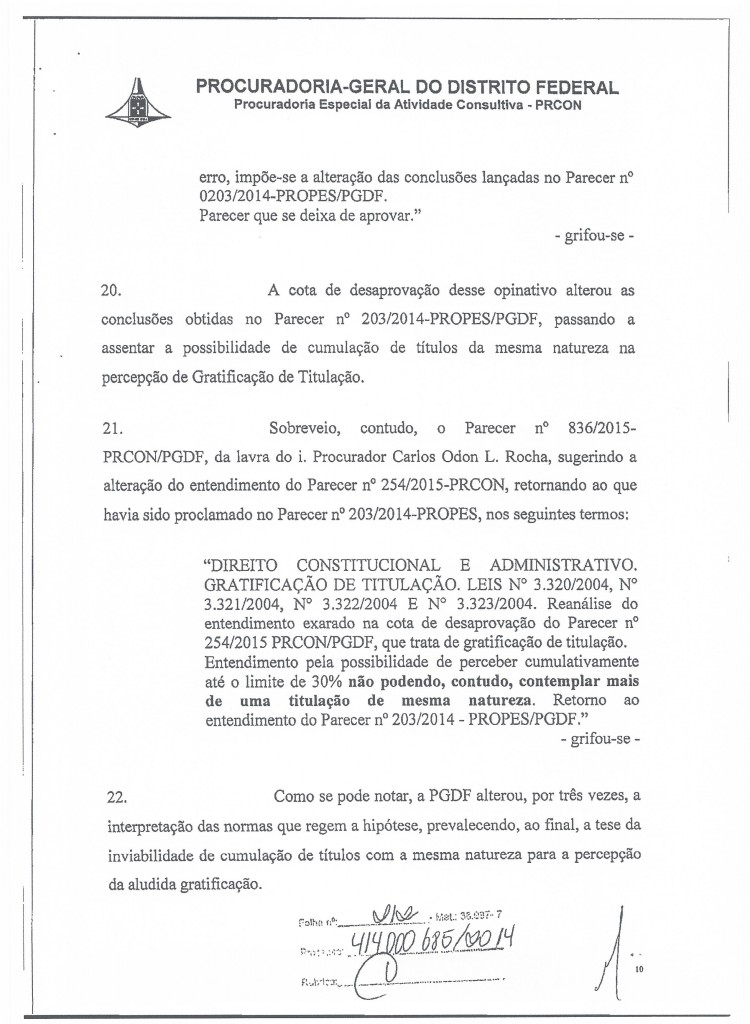 PROCURADORIA-GERAL DO DISTRITO FEDERAL
Procuradoria Especial da Atividade Consultiva - PRCON
erro, impõe-se a alteração das conclusões lançadas no Parecer nº
0203/2014-PROPES/PGDF.
Parecer que se deixa de aprovar.”
- grifou-se -
20. A cota de desaprovação desse opinativo alterou as
conclusões obtidas no Parecer nº 203/2014-PROPES/PGDF, passando a
assentar a possibilidade de cumulação de títulos da mesma natureza na
percepção de Gratificação de Titulação.
21. Sobreveio, contudo, o Parecer nº 836/2015-
PRCON/PGDF, da lavra do i. Procurador Carlos Odon L. Rocha, sugerindo a
alteração do entendimento do Parecer nº 254/2015-PRCON, retornando ao que
havia sido proclamado no Parecer nº 203/2014-PROPES, nos seguintes termos:
“DIREITO CONSTITUCIONAL E ADMINISTRATIVO.
GRATIFICAÇÃO DE TITULAÇÃO. LEIS Nº 3.320/2004, Nº
3.321/2004, Nº 3.322/2004 E Nº 3.323/2004. Reanálise do
entendimento exarado na cota de desaprovação do Parecer nº
254/2015 PRCON/PGDF, que trata de gratificação de titulação.
Entendimento pela possibilidade de perceber cumulativamente
até o limite de 30% não podendo, contudo, contemplar mais
de uma titulação de mesma natureza. Retorno ao
entendimento do Parecer nº 203/2014 - PROPES/PGDF.”
- grifou-se -
22. Como se pode notar, a PGDF alterou, por três vezes, a
interpretação das normas que regem a hipótese, prevalecendo, ao final, a tese da
inviabilidade de cumulação de títulos com a mesma natureza para a percepção
da aludida gratificação.
Folha nº: - Mat.: 38.997-7
Processo: 414.000 685/2014
Rubrica:
10